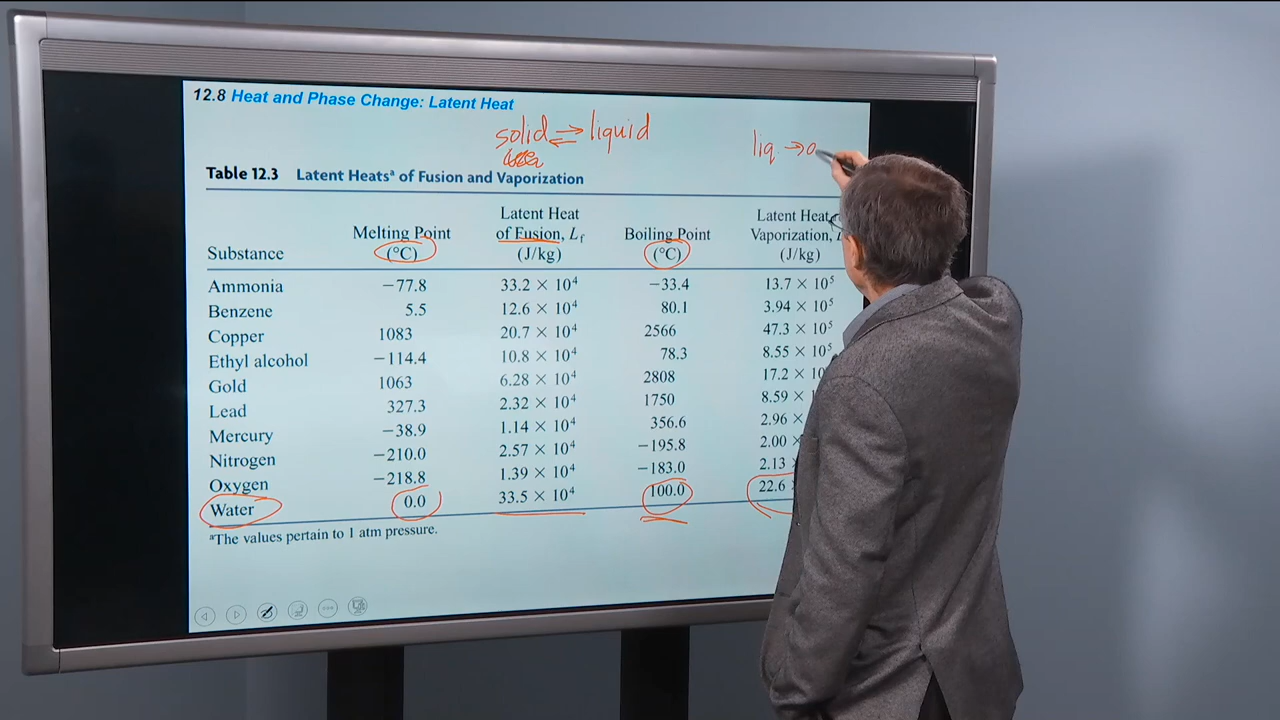 12.8 Heat and Phase Change: Latent Heat
solid ⇌ liquid
liq. →
Table 12.3 Latent Heatsᵃ of Fusion and Vaporization
Substance Melting Point (°C) Latent Heat of Fusion, Lf (J/kg) Boiling Point (°C) Latent Heat Vaporization, (J/kg)
Ammonia −77.8 33.2 × 10⁴ −33.4 13.7 × 10⁵
Benzene 5.5 12.6 × 10⁴ 80.1 3.94 × 10⁵
Copper 1083 20.7 × 10⁴ 2566 47.3 × 10⁵
Ethyl alcohol −114.4 10.8 × 10⁴ 78.3 8.55 × 10⁵
Gold 1063 6.28 × 10⁴ 2808 17.2 × 10
Lead 327.3 2.32 × 10⁴ 1750 8.59 ×
Mercury −38.9 1.14 × 10⁴ 356.6 2.96 ×
Nitrogen −210.0 2.57 × 10⁴ −195.8 2.00 ×
Oxygen −218.8 1.39 × 10⁴ −183.0 2.13
Water 0.0 33.5 × 10⁴ 100.0 22.6
ᵃThe values pertain to 1 atm pressure.